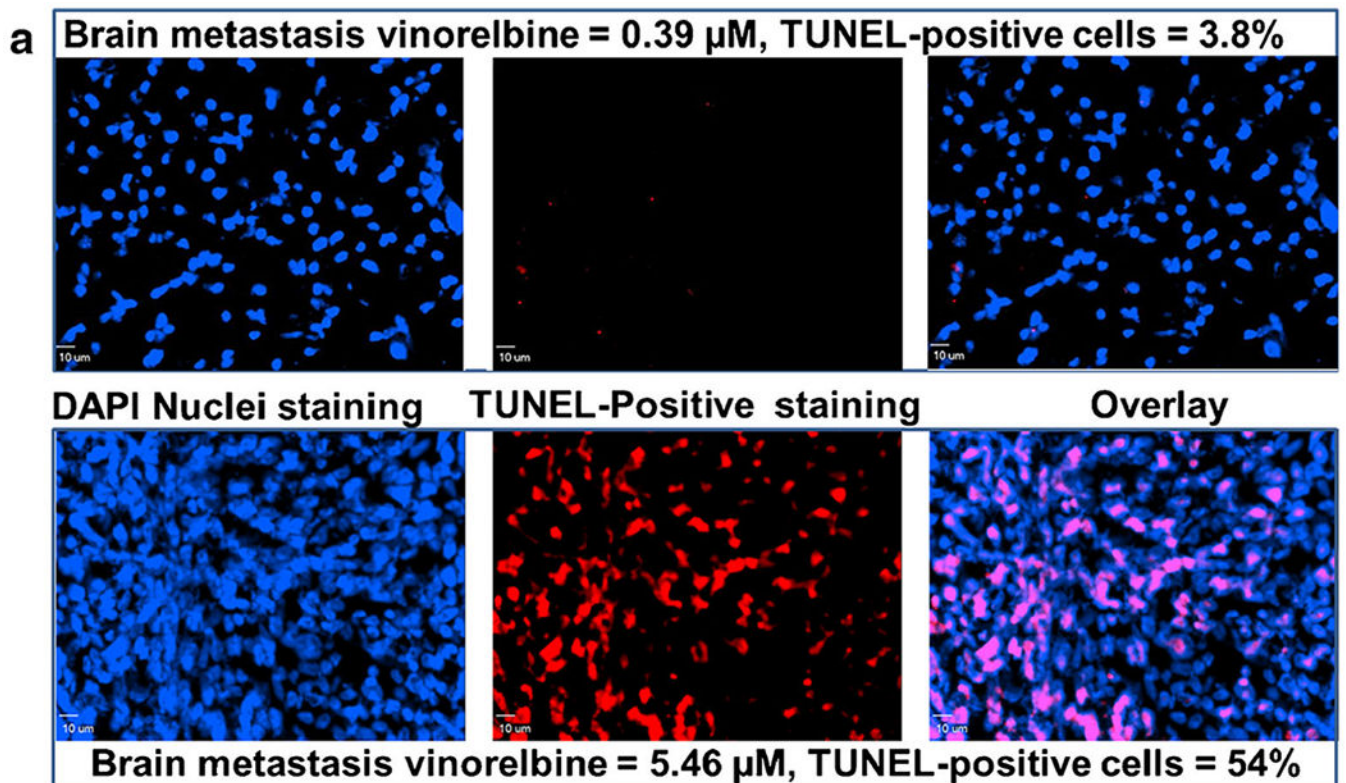 a
Brain metastasis vinorelbine = 0.39 µM, TUNEL-positive cells = 3.8%
10 um
10 um
10 um
DAPI Nuclei staining
TUNEL-Positive staining
Overlay
10 um
10 um
10 um
Brain metastasis vinorelbine = 5.46 µM, TUNEL-positive cells = 54%